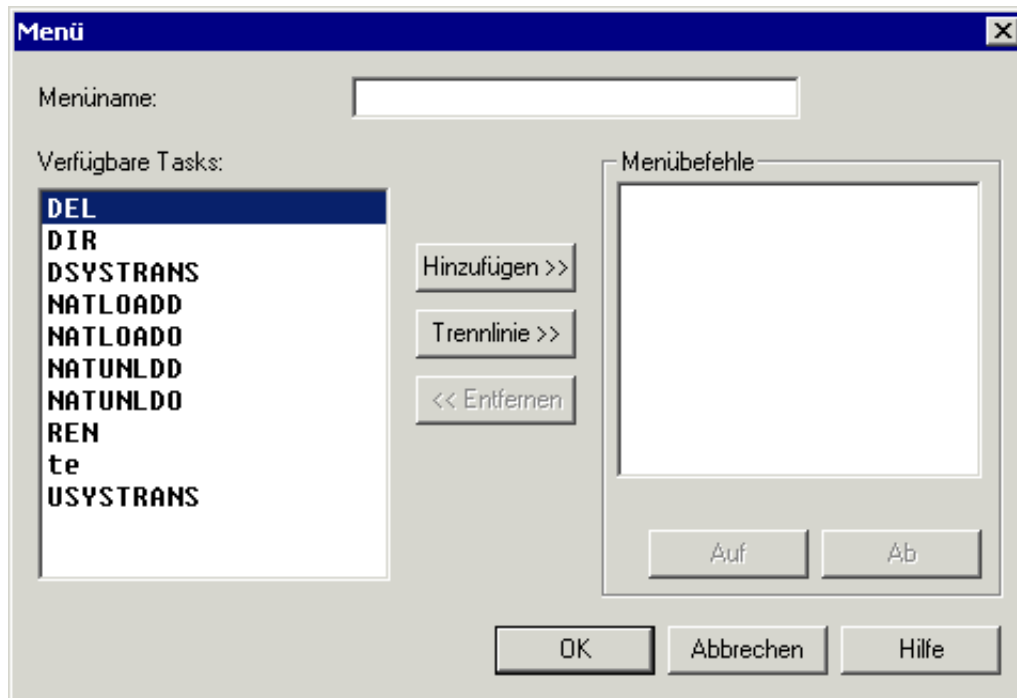 Menü
Menüname:
Verfügbare Tasks:
DEL
DIR
DSYSTRANS
NATLOADD
NATLOADO
NATUNLDD
NATUNLDO
REN
te
USYSTRANS
Hinzufügen >>
Trennlinie >>
<< Entfernen
Menübefehle
Auf
Ab
OK
Abbrechen
Hilfe